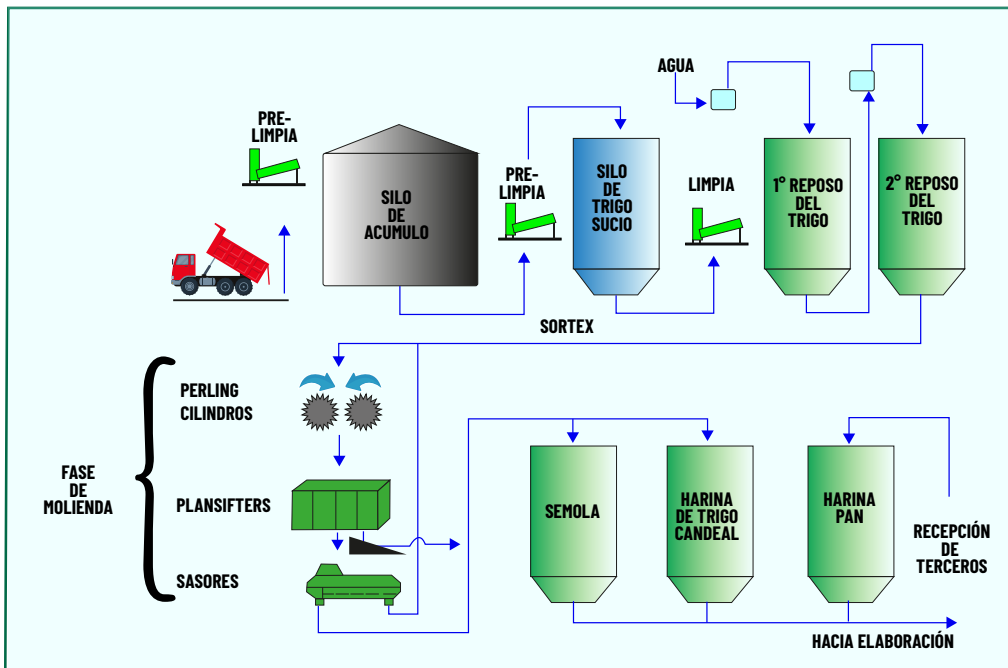 AGUA
PRE-
LIMPIA
SILO
DE
ACUMULO
PRE-
LIMPIA
SILO
DE
TRIGO
SUCIO
LIMPIA
1° REPOSO
DEL
TRIGO
2° REPOSO
DEL
TRIGO
SORTEX
FASE
DE
MOLIENDA
PERLING
CILINDROS
PLANSIFTERS
SASORES
SEMOLA
HARINA
DE TRIGO
CANDEAL
HARINA
PAN
RECEPCIÓN
DE
TERCEROS
HACIA ELABORACIÓN